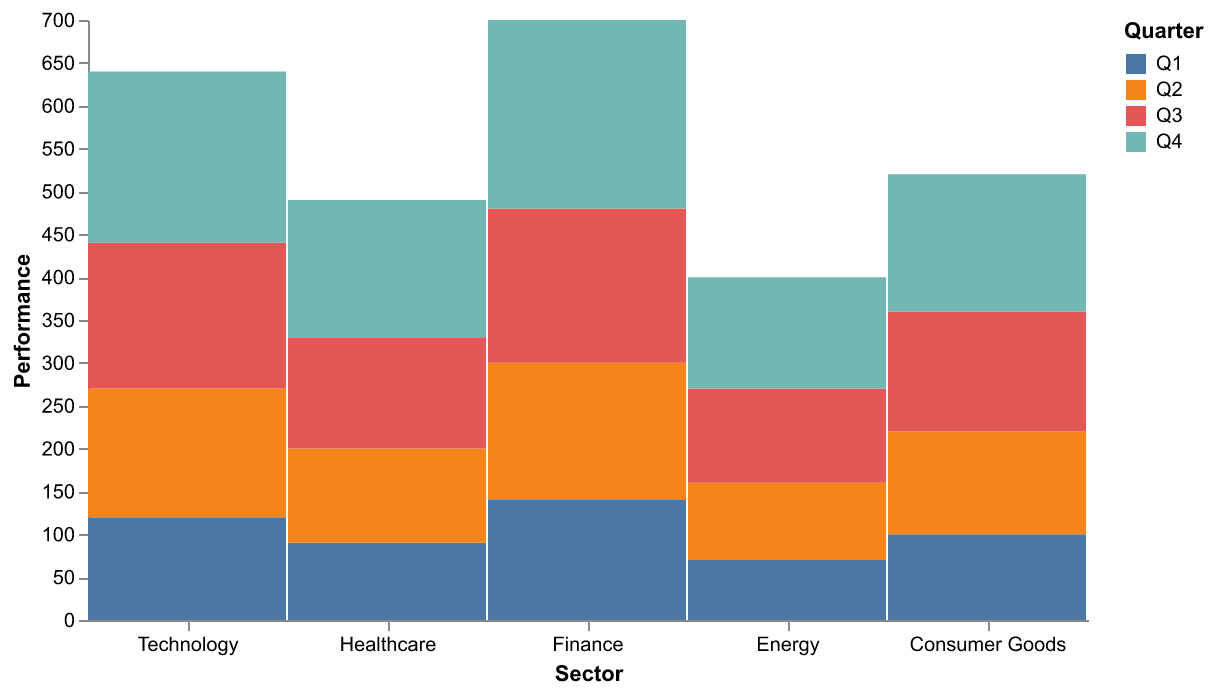 700
650
600
550
500
450
400
350
300
250
200
150
100
50
0
Performance
Technology
Healthcare
Finance
Energy
Consumer Goods
Sector
Quarter
Q1
Q2
Q3
Q4